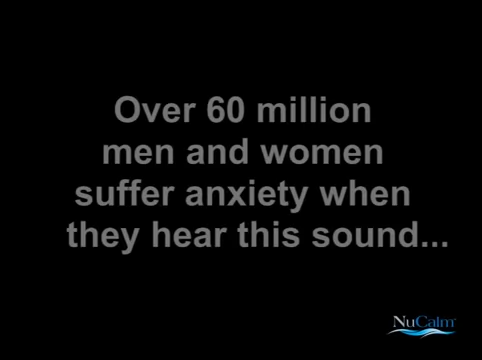 Over 60 million
men and women
suffer anxiety when
they hear this sound...
NuCalm